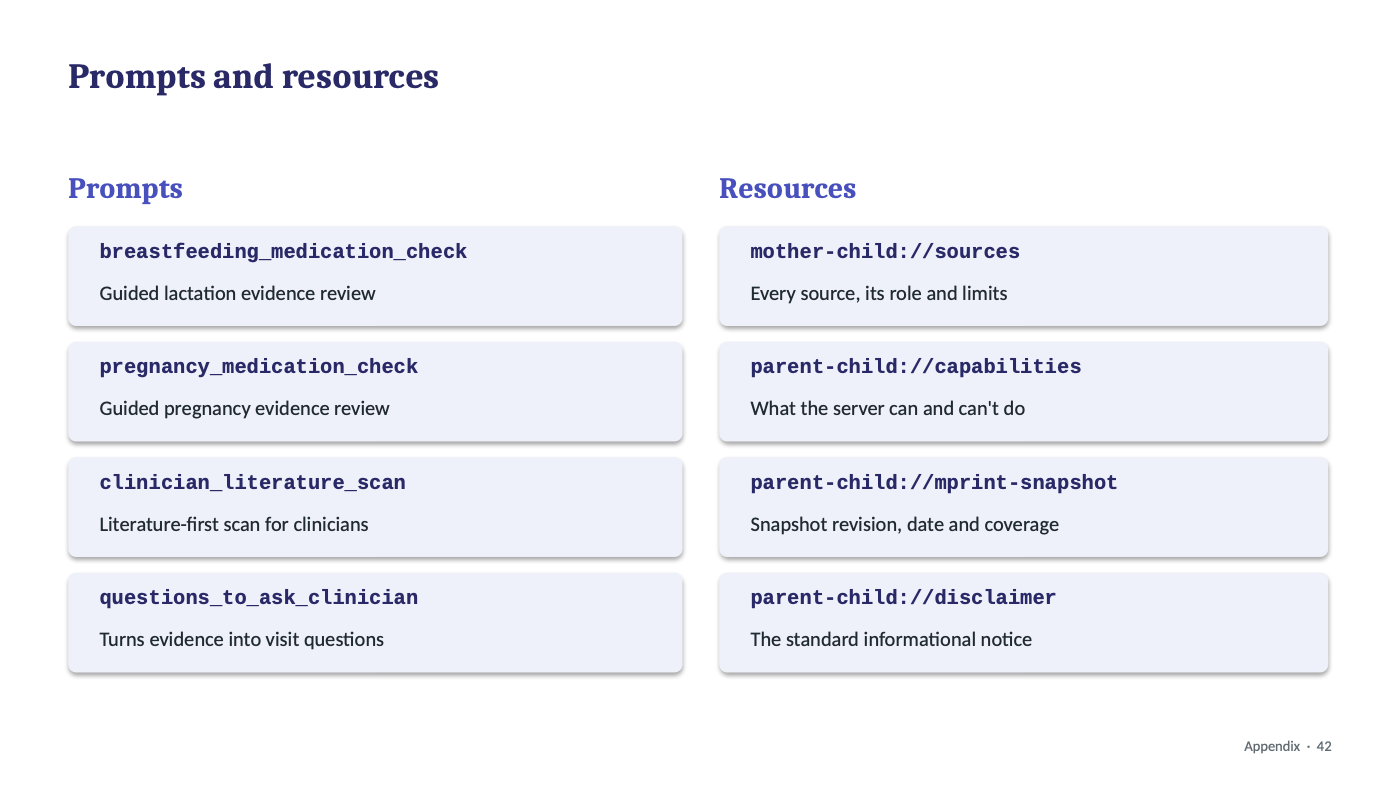 Prompts and resources
Prompts
breastfeeding_medication_check
Guided lactation evidence review
pregnancy_medication_check
Guided pregnancy evidence review
clinician_literature_scan
Literature-first scan for clinicians
questions_to_ask_clinician
Turns evidence into visit questions
Resources
mother-child://sources
Every source, its role and limits
parent-child://capabilities
What the server can and can't do
parent-child://mprint-snapshot
Snapshot revision, date and coverage
parent-child://disclaimer
The standard informational notice
Appendix · 42